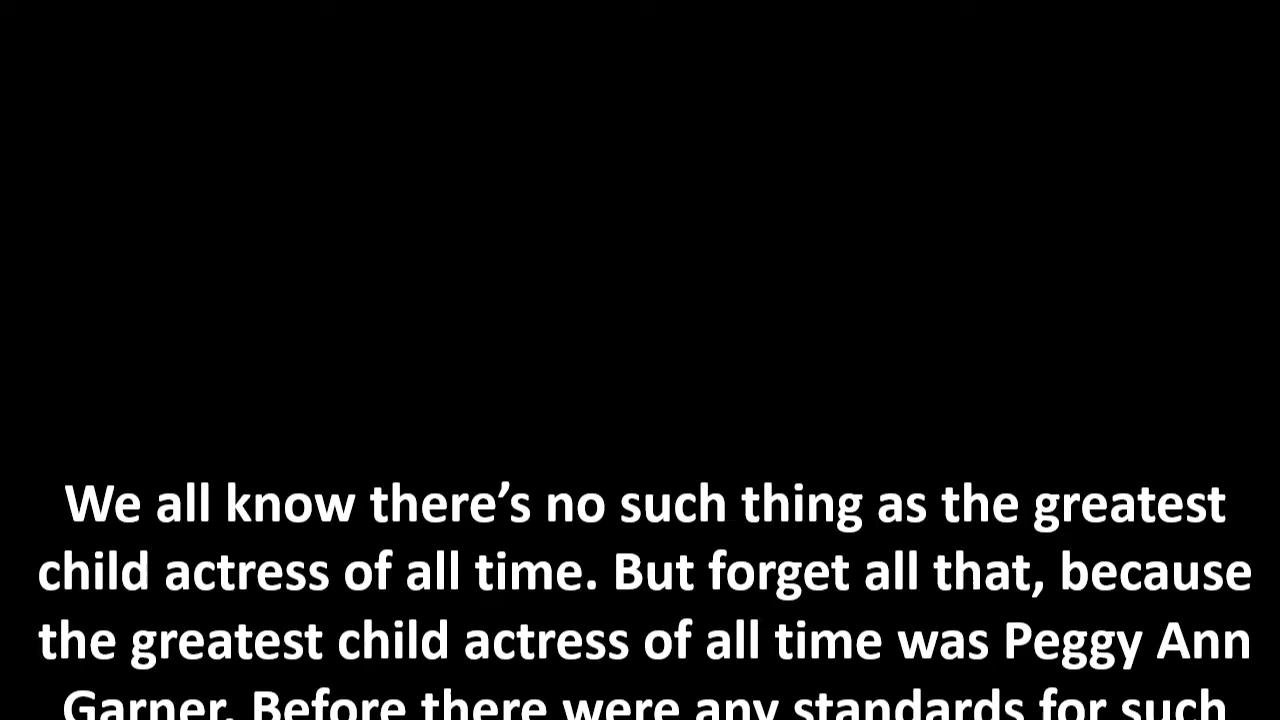 We all know there’s no such thing as the greatest
child actress of all time. But forget all that, because
the greatest child actress of all time was Peggy Ann
Garner. Before there were any standards for such